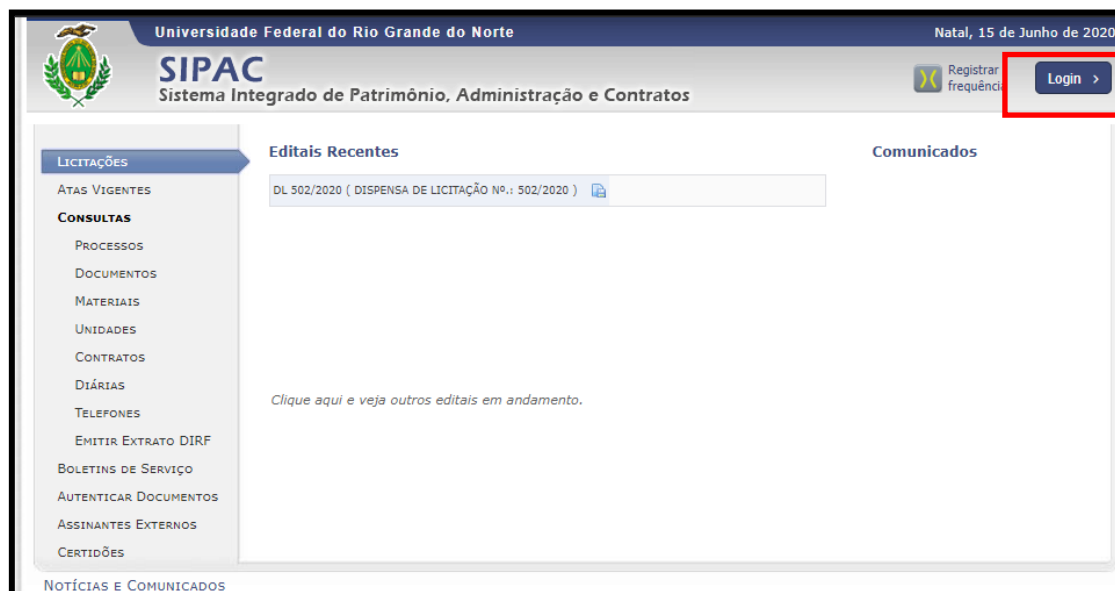 Universidade Federal do Rio Grande do Norte
Natal, 15 de Junho de 2020
SIPAC
Sistema Integrado de Patrimônio, Administração e Contratos
Registrar
frequência
Login >
Licitações
Atas Vigentes
Consultas
Processos
Documentos
Materiais
Unidades
Contratos
Diárias
Telefones
Emitir Extrato DIRF
Boletins de Serviço
Autenticar Documentos
Assinantes Externos
Certidões
Editais Recentes
DL 502/2020 ( DISPENSA DE LICITAÇÃO Nº.: 502/2020 )
Clique aqui e veja outros editais em andamento.
Comunicados
Notícias e Comunicados